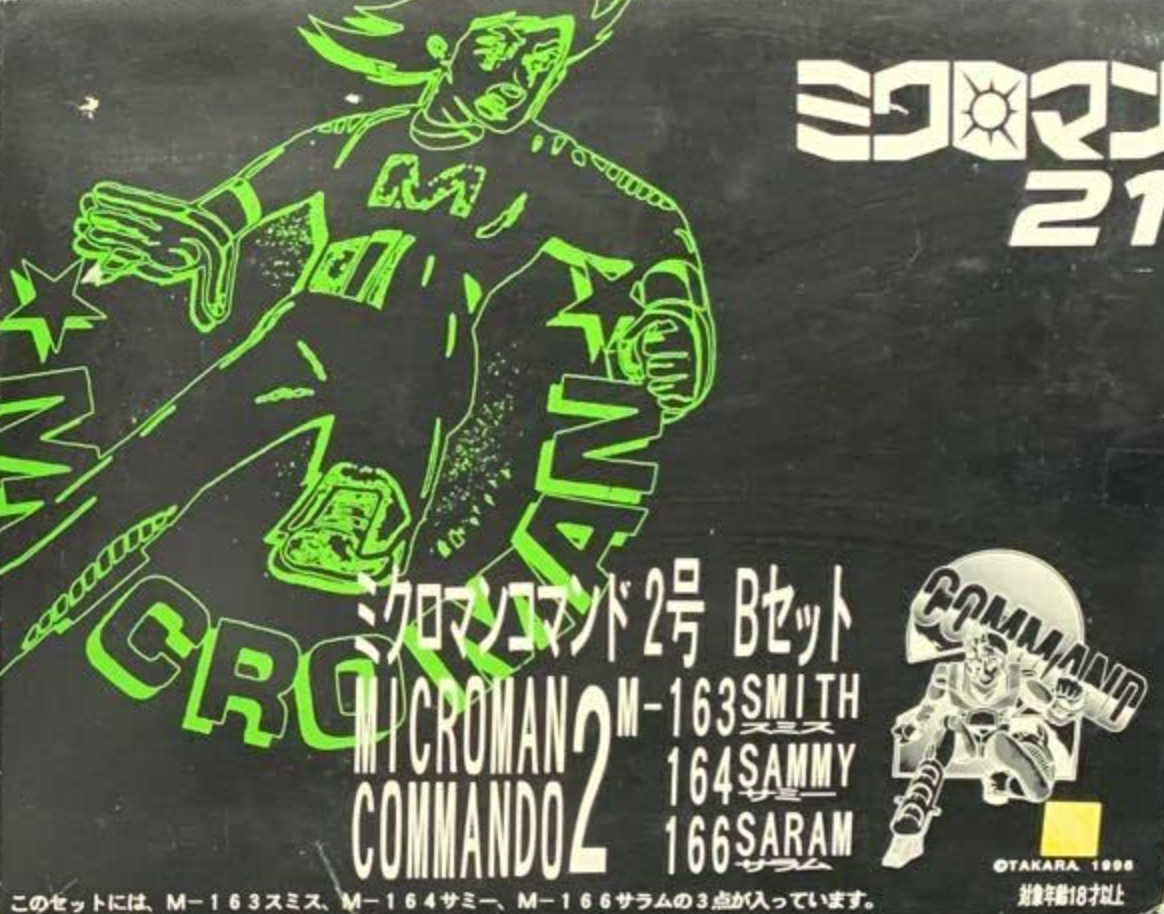 ミクロマン
21
M
MICROMAN
ミクロマンコマンド2号 Bセット
MICROMAN
COMMANDO 2
M-163 SMITH
スミス
164 SAMMY
サミー
166 SARAM
サラム
COMMAND
©TAKARA 1996
対象年齢18才以上
このセットには、M-163スミス、M-164サミー、M-166サラムの3点が入っています。